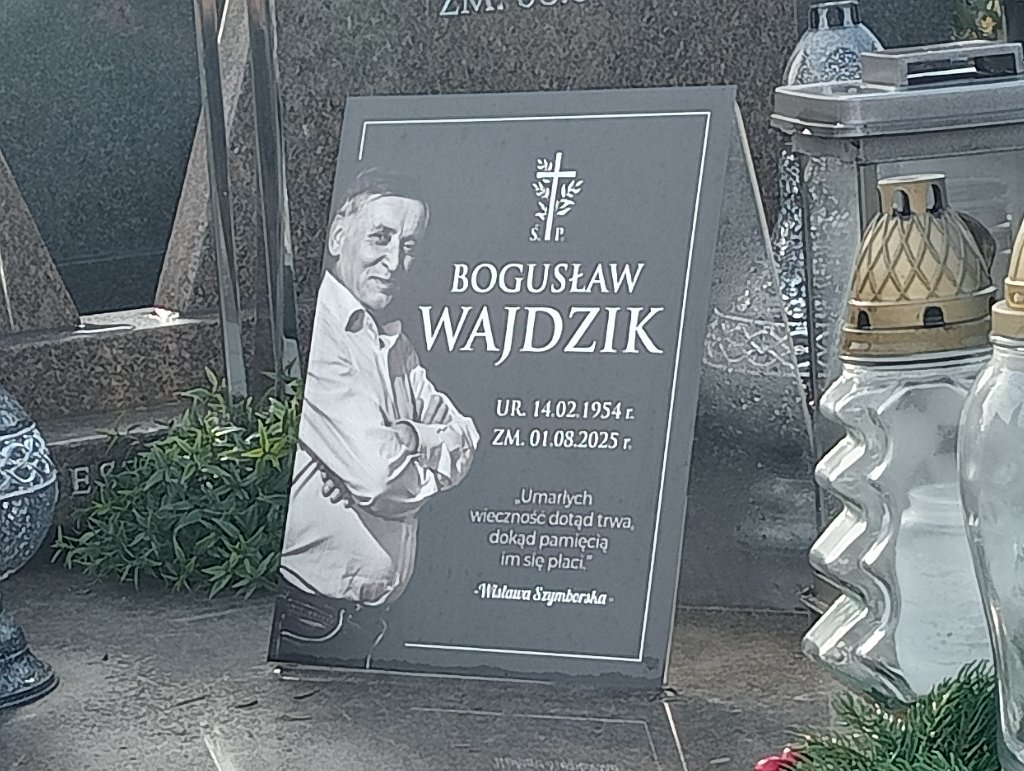 ZM.
Ś. P.
BOGUSŁAW
WAJDZIK
UR. 14.02.1954 r.
ZM. 01.08.2025 r.
„Umarłych
wieczność dotąd trwa,
dokąd pamięcią
im się płaci.”
-Wisława Szymborska-